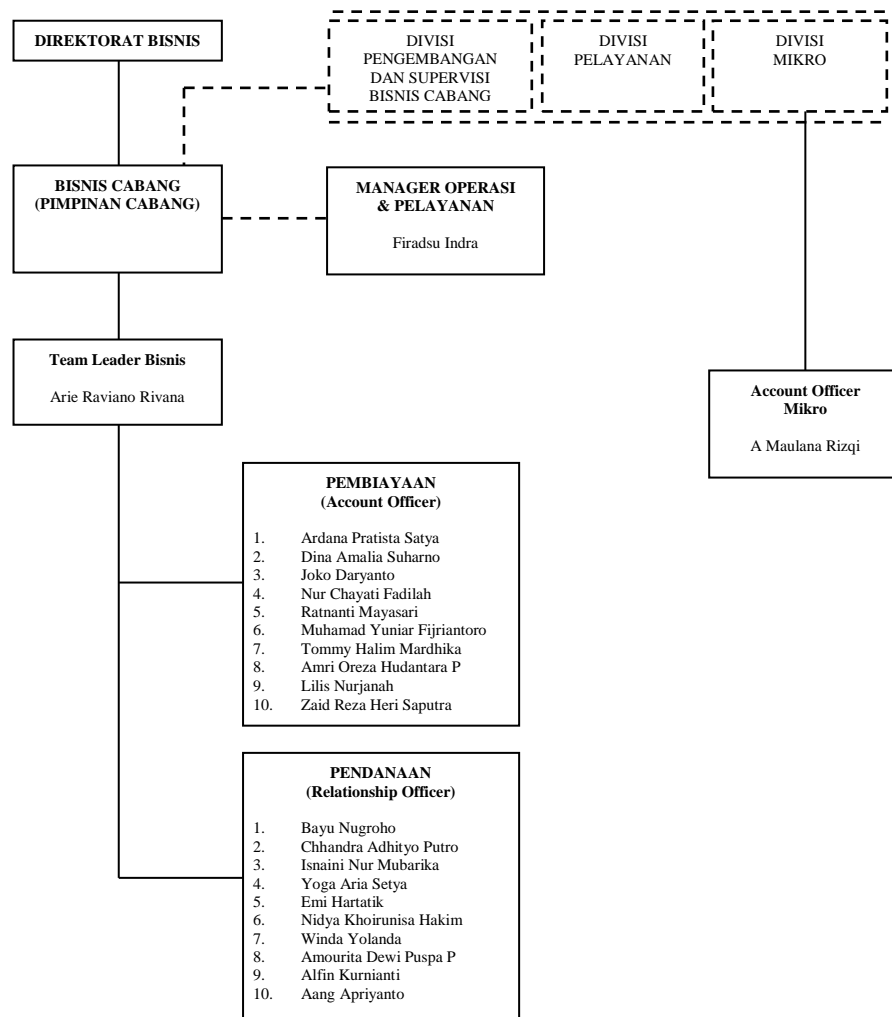 DIREKTORAT BISNIS
DIVISI
PENGEMBANGAN
DAN SUPERVISI
BISNIS CABANG
DIVISI
PELAYANAN
DIVISI
MIKRO
BISNIS CABANG
(PIMPINAN CABANG)
MANAGER OPERASI
& PELAYANAN
Firadsu Indra
Team Leader Bisnis
Arie Raviano Rivana
Account Officer
Mikro
A Maulana Rizqi
PEMBIAYAAN
(Account Officer)
1. Ardana Pratista Satya
2. Dina Amalia Suharno
3. Joko Daryanto
4. Nur Chayati Fadilah
5. Ratnanti Mayasari
6. Muhamad Yuniar Fijriantoro
7. Tommy Halim Mardhika
8. Amri Oreza Hudantara P
9. Lilis Nurjanah
10. Zaid Reza Heri Saputra
PENDANAAN
(Relationship Officer)
1. Bayu Nugroho
2. Chhandra Adhityo Putro
3. Isnaini Nur Mubarika
4. Yoga Aria Setya
5. Emi Hartatik
6. Nidya Khoirunisa Hakim
7. Winda Yolanda
8. Amourita Dewi Puspa P
9. Alfin Kurnianti
10. Aang Apriyanto